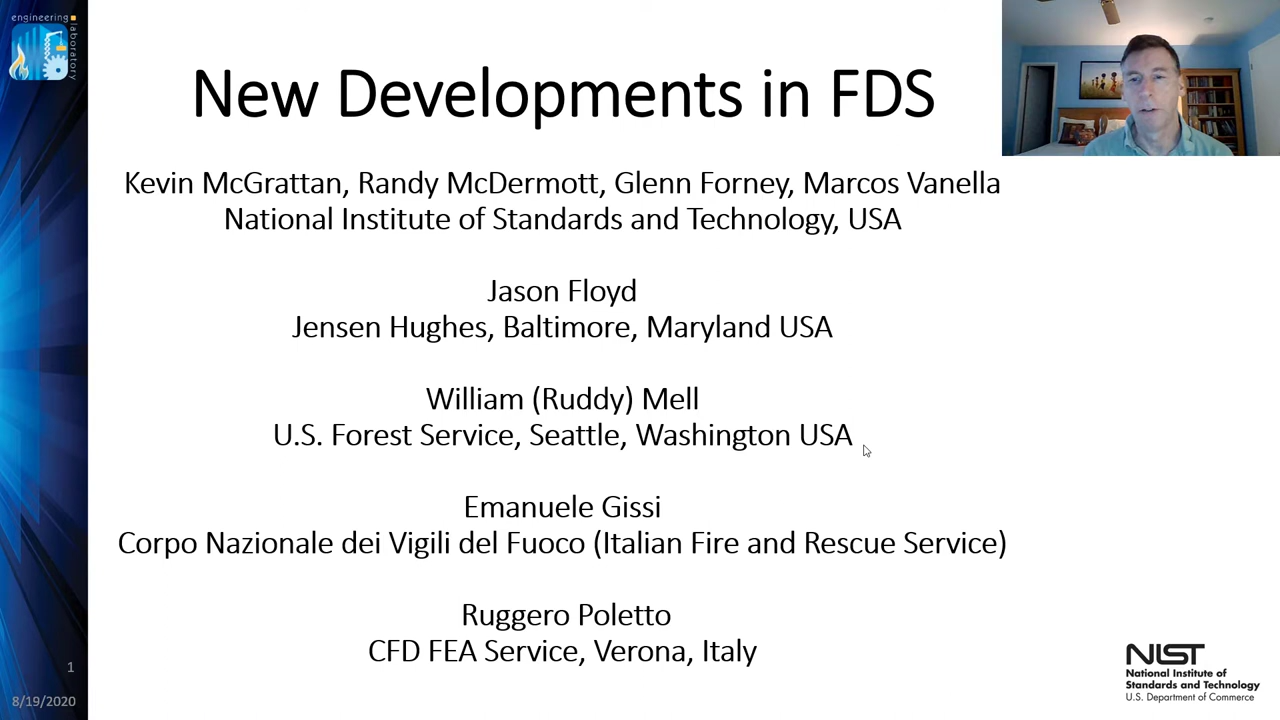 engineering
laboratory
New Developments in FDS
Kevin McGrattan, Randy McDermott, Glenn Forney, Marcos Vanella
National Institute of Standards and Technology, USA
Jason Floyd
Jensen Hughes, Baltimore, Maryland USA
William (Ruddy) Mell
U.S. Forest Service, Seattle, Washington USA
Emanuele Gissi
Corpo Nazionale dei Vigili del Fuoco (Italian Fire and Rescue Service)
Ruggero Poletto
CFD FEA Service, Verona, Italy
1
8/19/2020
NIST
National Institute of
Standards and Technology
U.S. Department of Commerce